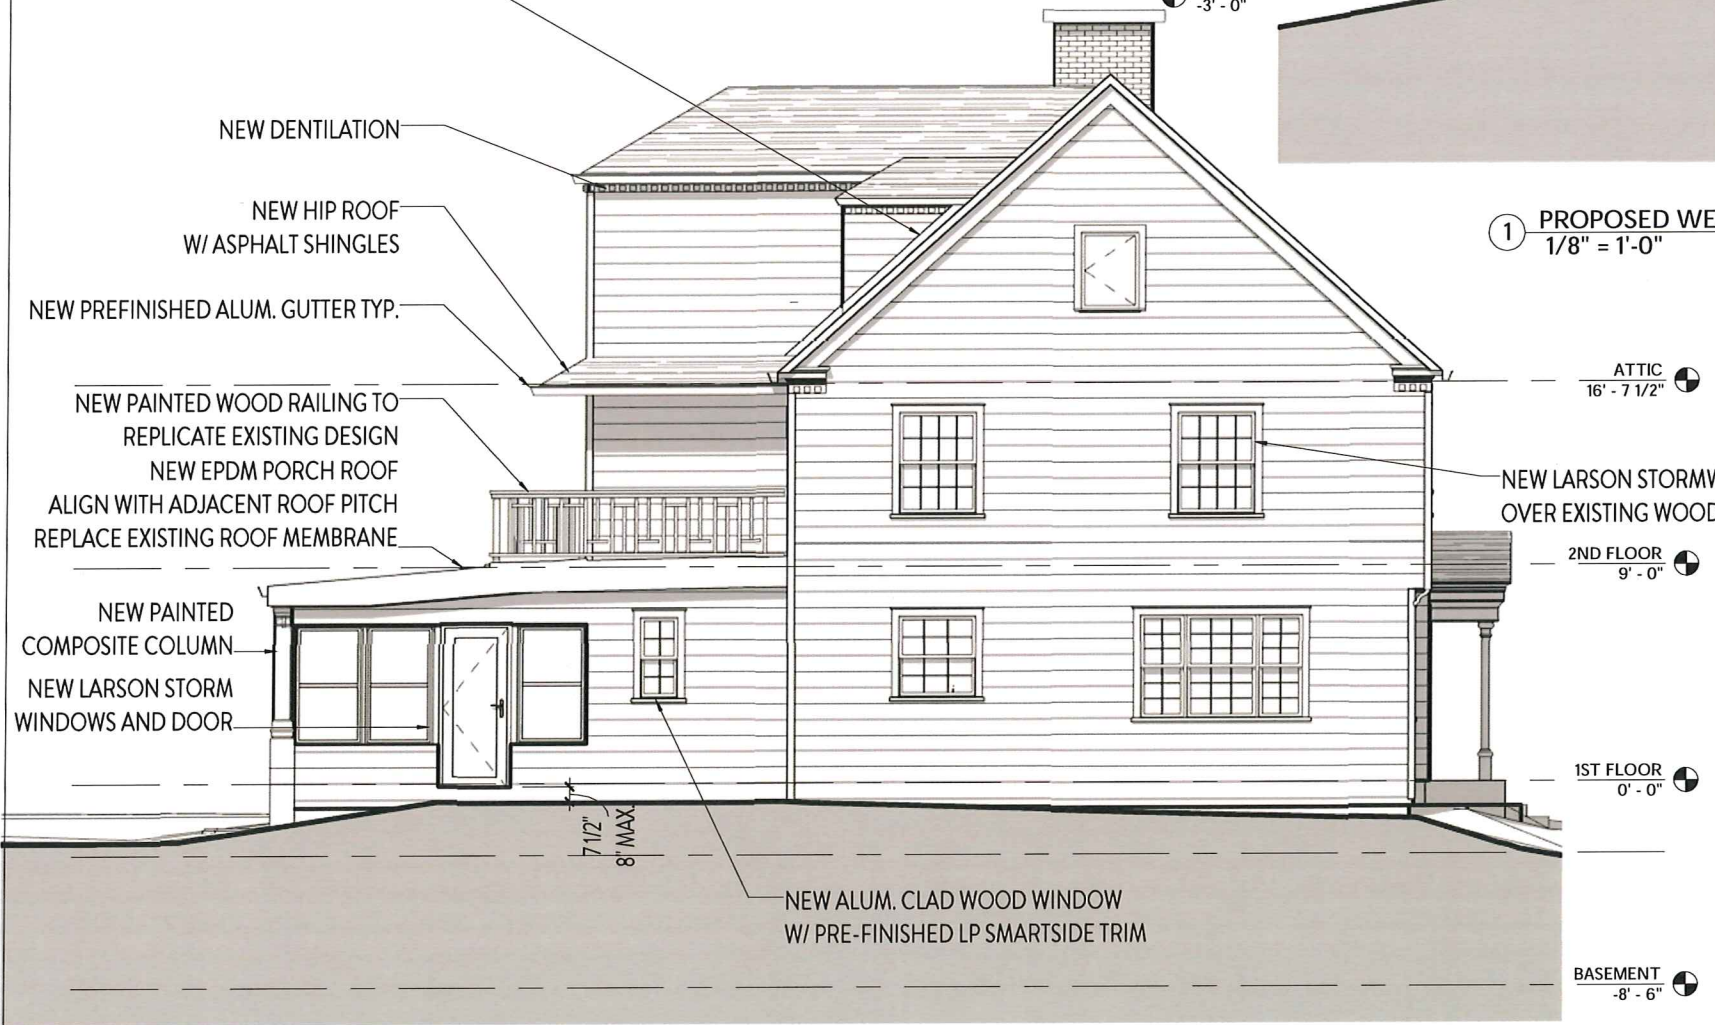 -3' - 0"
NEW DENTILATION
NEW HIP ROOF
W/ ASPHALT SHINGLES
NEW PREFINISHED ALUM. GUTTER TYP.
NEW PAINTED WOOD RAILING TO
REPLICATE EXISTING DESIGN
NEW EPDM PORCH ROOF
ALIGN WITH ADJACENT ROOF PITCH
REPLACE EXISTING ROOF MEMBRANE
NEW PAINTED
COMPOSITE COLUMN
NEW LARSON STORM
WINDOWS AND DOOR
7 1/2"
8" MAX.
NEW ALUM. CLAD WOOD WINDOW
W/ PRE-FINISHED LP SMARTSIDE TRIM
1 PROPOSED WE
1/8" = 1'-0"
ATTIC
16' - 7 1/2"
NEW LARSON STORMW
OVER EXISTING WOOD
2ND FLOOR
9' - 0"
1ST FLOOR
0' - 0"
BASEMENT
-8' - 6"